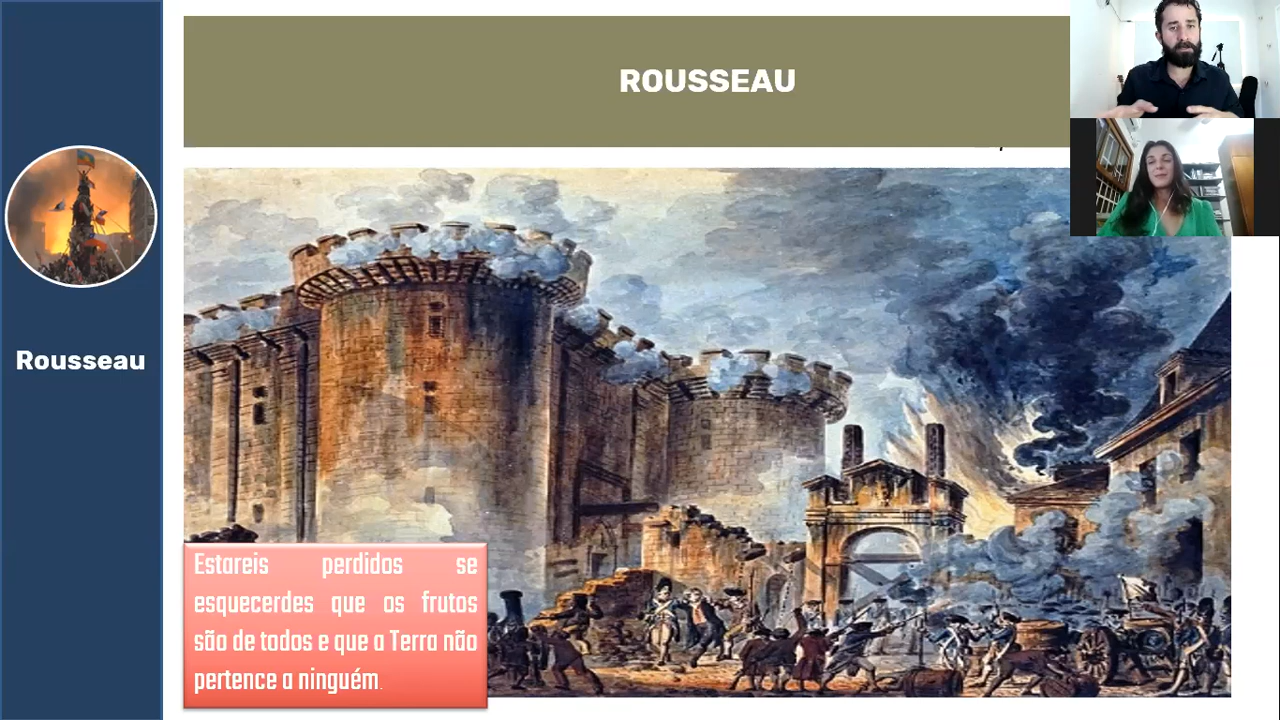 ROUSSEAU
Rousseau
Estareis perdidos se
esquecerdes que os frutos
são de todos e que a Terra não
pertence a ninguém.